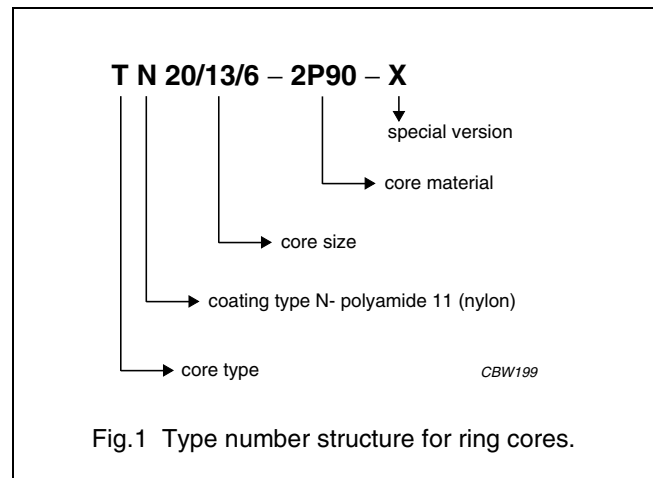 T N 20/13/6 – 2P90 – X
special version
core material
core size
coating type N- polyamide 11 (nylon)
core type
CBW199
Fig.1 Type number structure for ring cores.